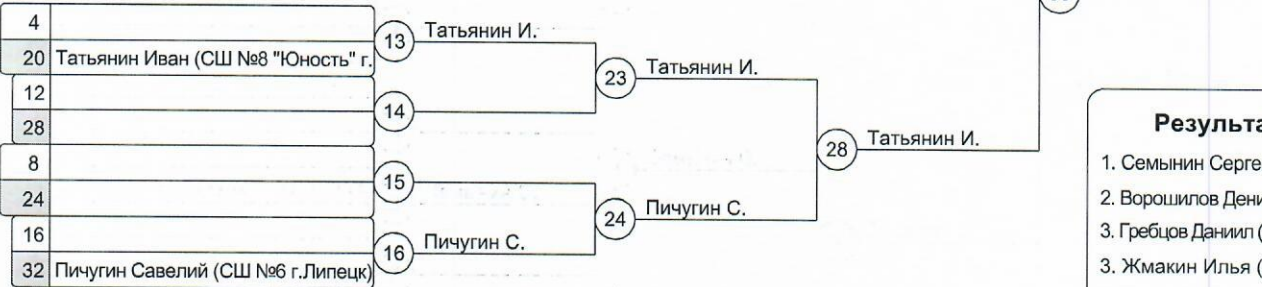 4
13 Татьянин И.
20 Татьянин Иван (СШ №8 "Юность" г.
23 Татьянин И.
12
14
28
28 Татьянин И.
8
15
24
24 Пичугин С.
16
16 Пичугин С.
32 Пичугин Савелий (СШ №6 г.Липецк)
Результа
1. Семынин Серге
2. Ворошилов Дени
3. Гребцов Даниил (
3. Жмакин Илья (